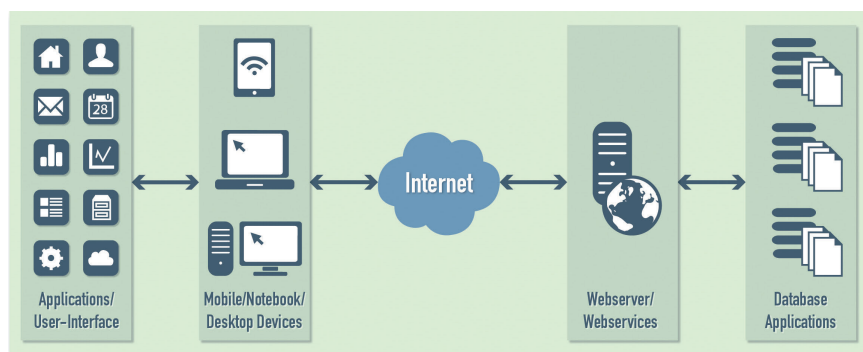 28
Internet
Applications/
User-Interface
Mobile/Notebook/
Desktop Devices
Webserver/
Webservices
Database
Applications